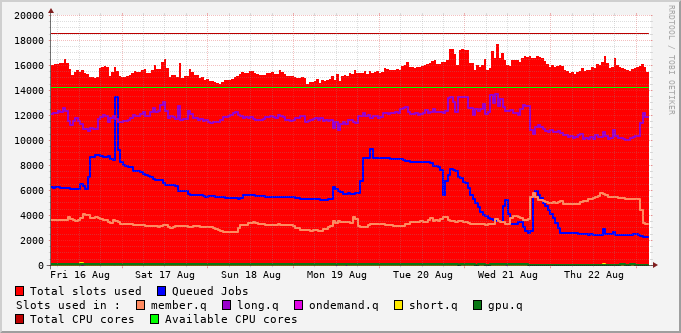 20000
18000
16000
14000
12000
10000
8000
6000
4000
2000
0
Fri 16 Aug Sat 17 Aug Sun 18 Aug Mon 19 Aug Tue 20 Aug Wed 21 Aug Thu 22 Aug
Total slots used Queued Jobs
Slots used in : member.q long.q ondemand.q short.q gpu.q
Total CPU cores Available CPU cores
RRDTOOL / TOBI OETIKER